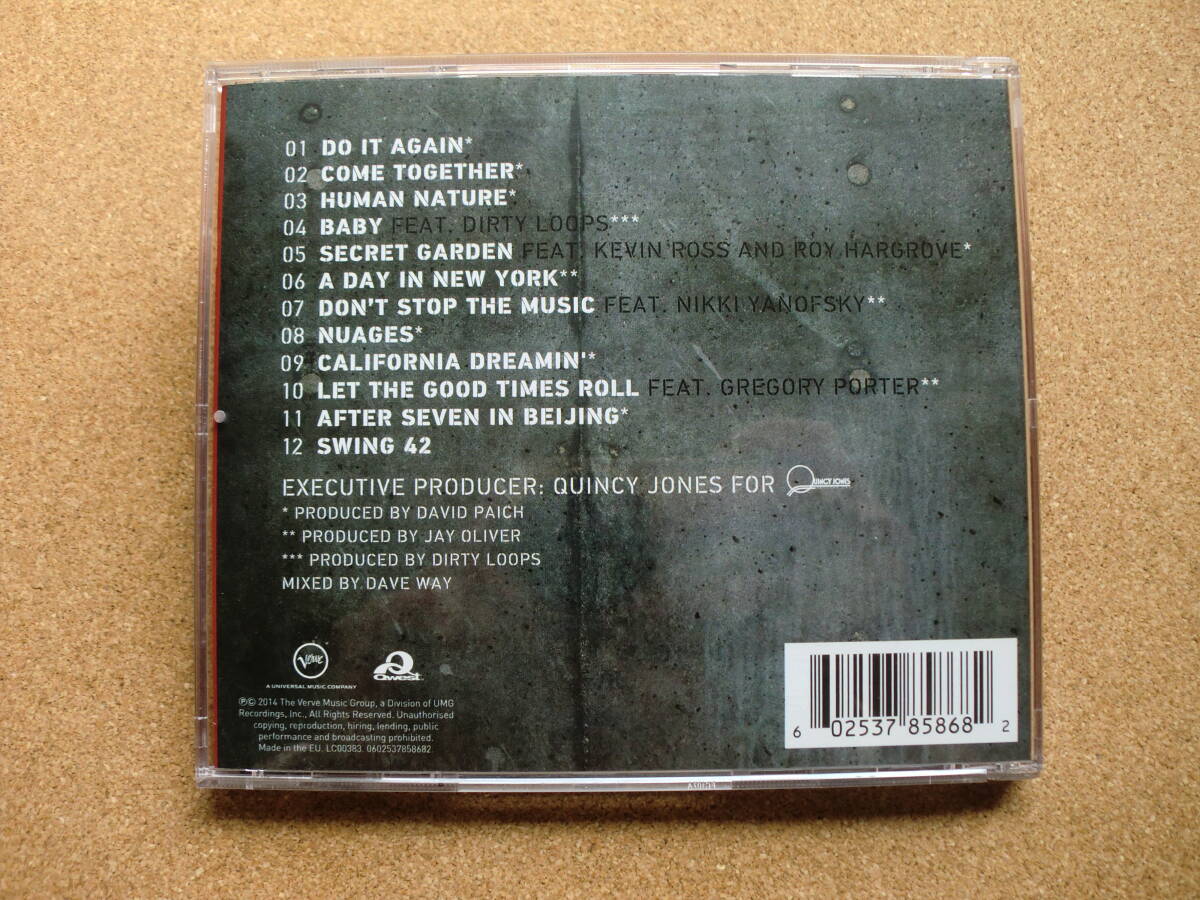 01 DO IT AGAIN*
02 COME TOGETHER*
03 HUMAN NATURE*
04 BABY FEAT. DIRTY LOOPS***
05 SECRET GARDEN FEAT. KEVIN ROSS AND ROY HARGROVE*
06 A DAY IN NEW YORK**
07 DON'T STOP THE MUSIC FEAT. NIKKI YANOFSKY**
08 NUAGES*
09 CALIFORNIA DREAMIN'*
10 LET THE GOOD TIMES ROLL FEAT. GREGORY PORTER**
11 AFTER SEVEN IN BEIJING*
12 SWING 42
EXECUTIVE PRODUCER: QUINCY JONES FOR QUINCY JONES
* PRODUCED BY DAVID PAICH
** PRODUCED BY JAY OLIVER
*** PRODUCED BY DIRTY LOOPS
MIXED BY DAVE WAY
Verve
A UNIVERSAL MUSIC COMPANY
Qwest
℗© 2014 The Verve Music Group, a Division of UMG
Recordings, Inc., All Rights Reserved. Unauthorised
copying, reproduction, hiring, lending, public
performance and broadcasting prohibited.
Made in the EU. LC00383. 0602537858682
6 02537 85868 2